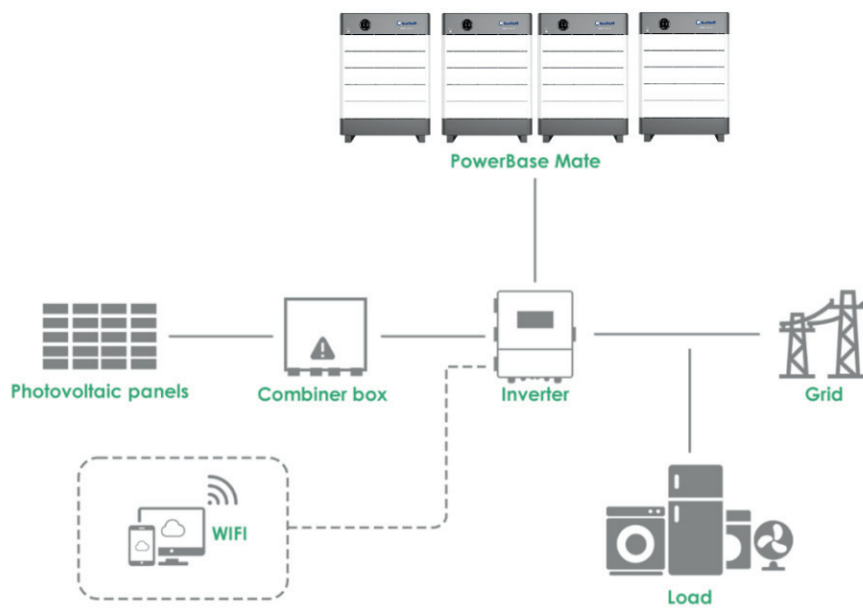 PowerBase Mate
Photovoltaic panels
Combiner box
Inverter
Grid
WIFI
Load